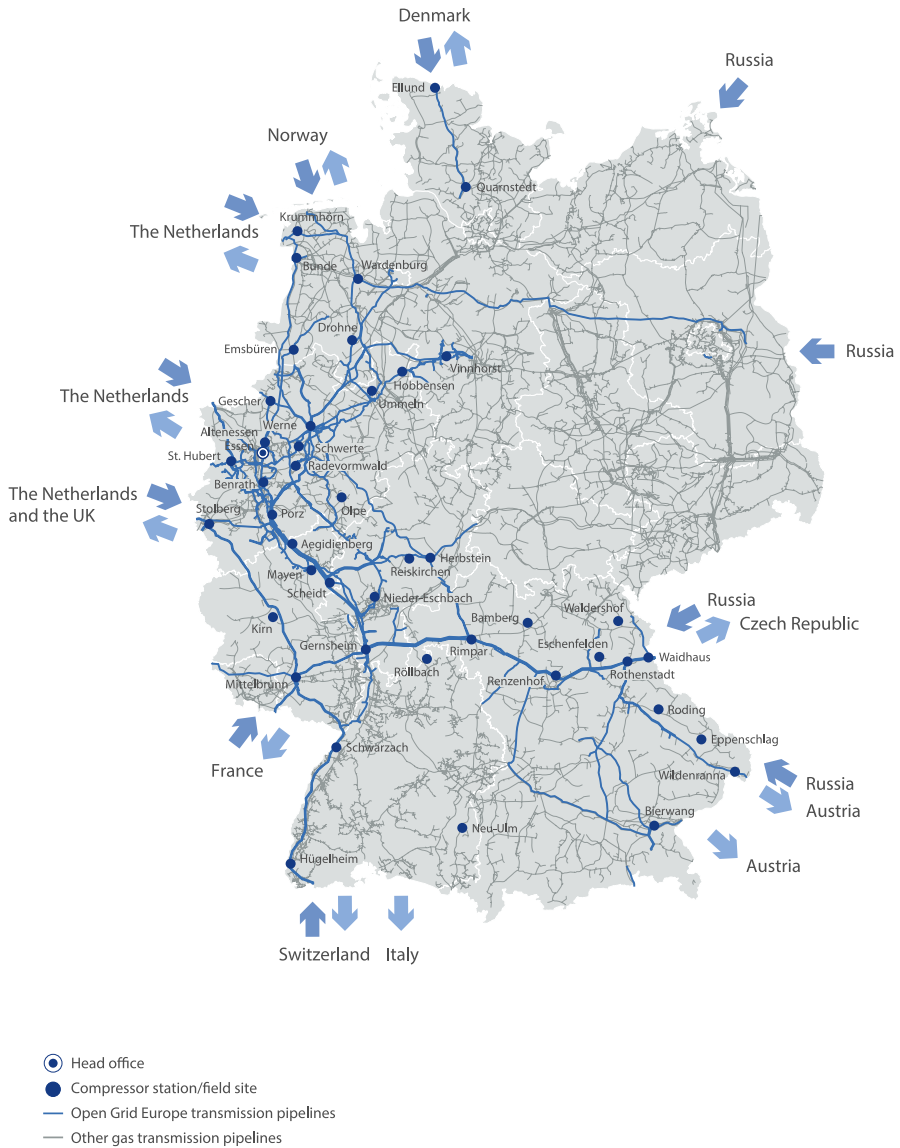 Denmark
Russia
Ellund
Norway
Quarnstedt
Krummhörn
The Netherlands
Bunde
Wardenburg
Drohne
Emsbüren
Vinnhorst
Russia
Hobbensen
Ummeln
The Netherlands
Gescher
Altenessen
Werne
Essen
Schwerte
St. Hubert
Radevormwald
Benrath
The Netherlands
and the UK
Stolberg
Porz
Olpe
Aegidienberg
Herbstein
Reiskirchen
Mayen
Scheidt
Nieder-Eschbach
Russia
Czech Republic
Kirn
Bamberg
Waldershof
Gernsheim
Rimpar
Eschenfelden
Waidhaus
Röllbach
Renzenhof
Rothenstadt
Mittelbrunn
Roding
Eppenschlag
France
Schwarzach
Wildenranna
Russia
Austria
Bierwang
Neu-Ulm
Austria
Hügelheim
Switzerland
Italy
Head office
Compressor station/field site
Open Grid Europe transmission pipelines
Other gas transmission pipelines